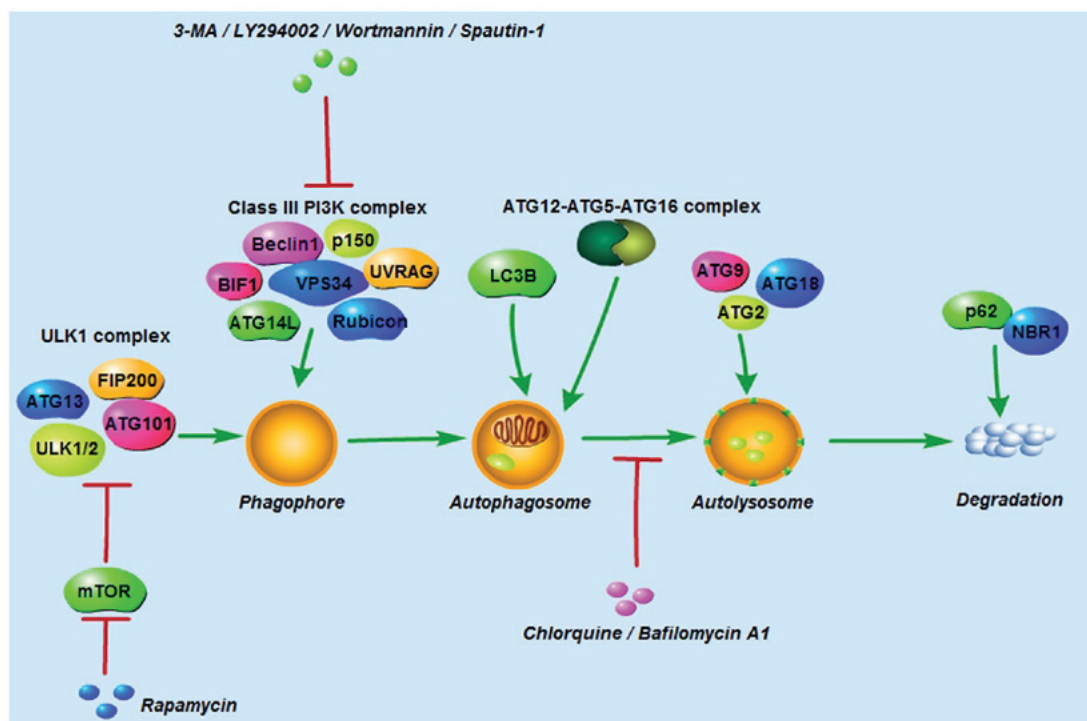 3-MA / LY294002 / Wortmannin / Spautin-1
Class III PI3K complex
Beclin1
p150
BIF1
VPS34
UVRAG
ATG14L
Rubicon
ATG12-ATG5-ATG16 complex
LC3B
ATG9
ATG18
ATG2
p62
NBR1
ULK1 complex
FIP200
ATG13
ATG101
ULK1/2
Phagophore
Autophagosome
Autolysosome
Degradation
mTOR
Chlorquine / Bafilomycin A1
Rapamycin